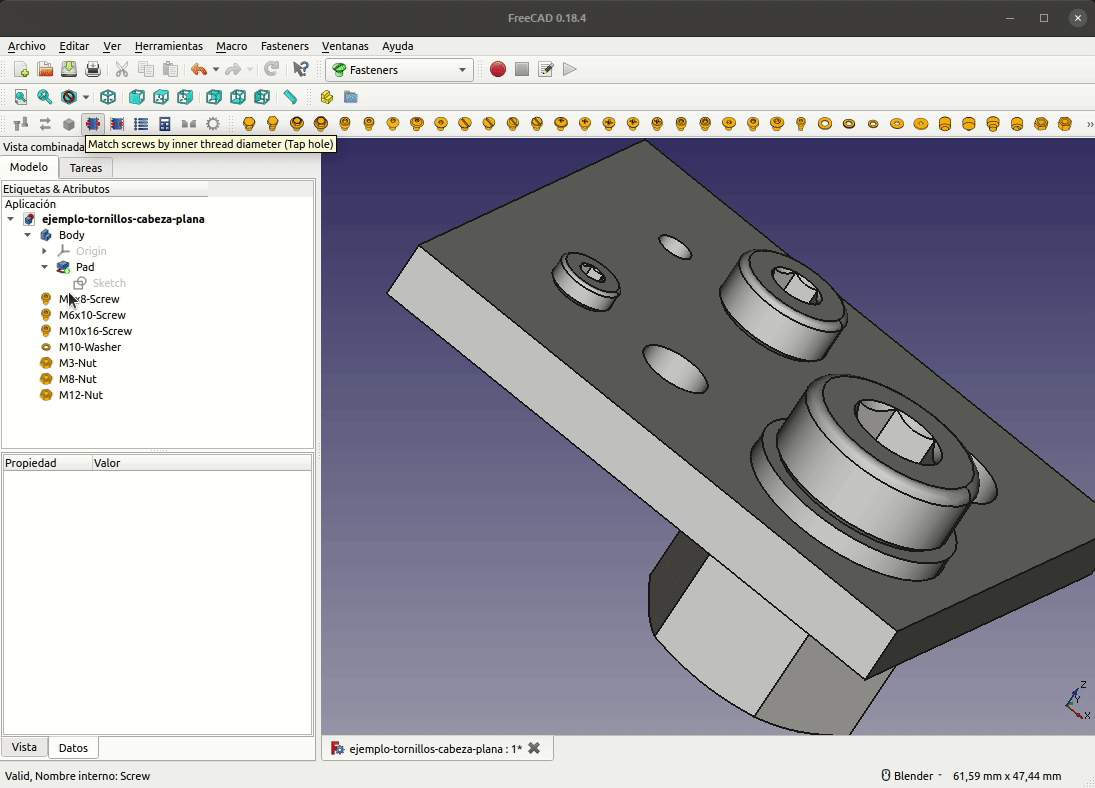 FreeCAD 0.18.4
Archivo Editar Ver Herramientas Macro Fasteners Ventanas Ayuda
Fasteners
Match screws by inner thread diameter (Tap hole)
Vista combinada
Modelo Tareas
Etiquetas & Atributos
Aplicación
ejemplo-tornillos-cabeza-plana
Body
Origin
Pad
Sketch
x8-Screw
M6x10-Screw
M10x16-Screw
M10-Washer
M3-Nut
M8-Nut
M12-Nut
Propiedad Valor
Z
Y
X
Vista Datos
ejemplo-tornillos-cabeza-plana : 1*
Valid, Nombre interno: Screw
Blender
61,59 mm x 47,44 mm